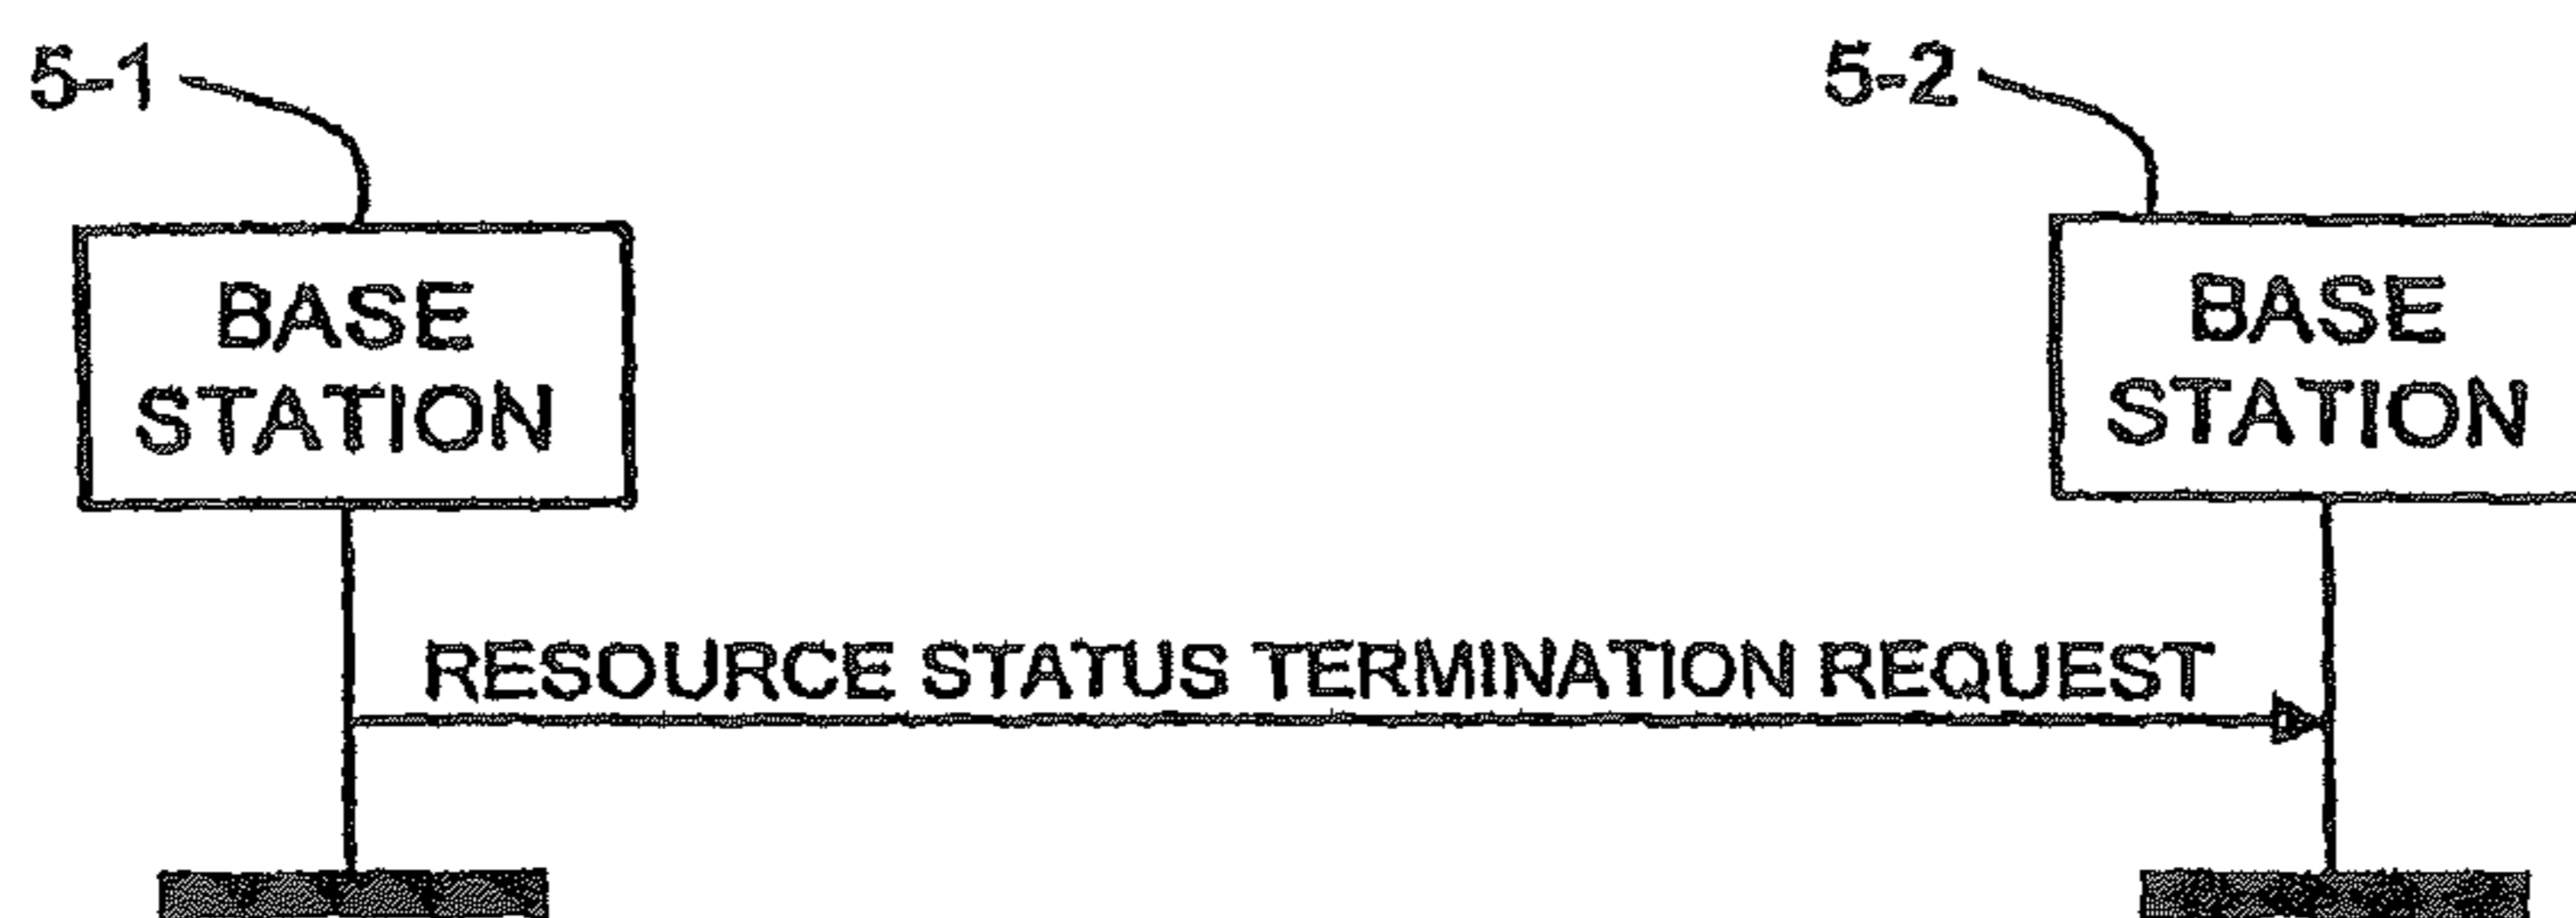 5-1
5-2
BASE
STATION
BASE
STATION
RESOURCE STATUS TERMINATION REQUEST